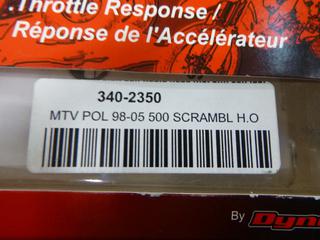 .Throttle Response /
Réponse de l'Accélérateur
340-2350
MTV POL 98-05 500 SCRAMBL H.O
By